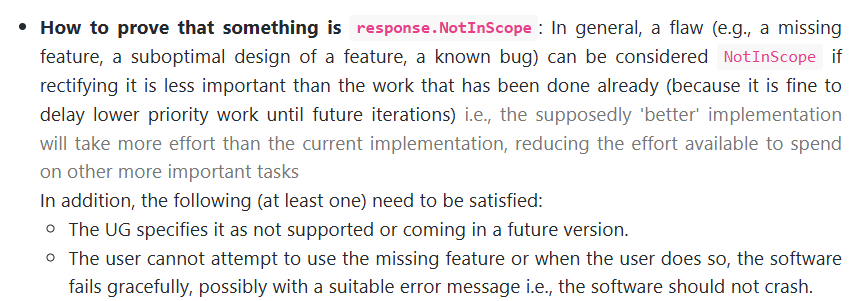 • How to prove that something is response.NotInScope : In general, a flaw (e.g., a missing
feature, a suboptimal design of a feature, a known bug) can be considered NotInScope if
rectifying it is less important than the work that has been done already (because it is fine to
delay lower priority work until future iterations) i.e., the supposedly 'better' implementation
will take more effort than the current implementation, reducing the effort available to spend
on other more important tasks
In addition, the following (at least one) need to be satisfied:
◦ The UG specifies it as not supported or coming in a future version.
◦ The user cannot attempt to use the missing feature or when the user does so, the software
fails gracefully, possibly with a suitable error message i.e., the software should not crash.